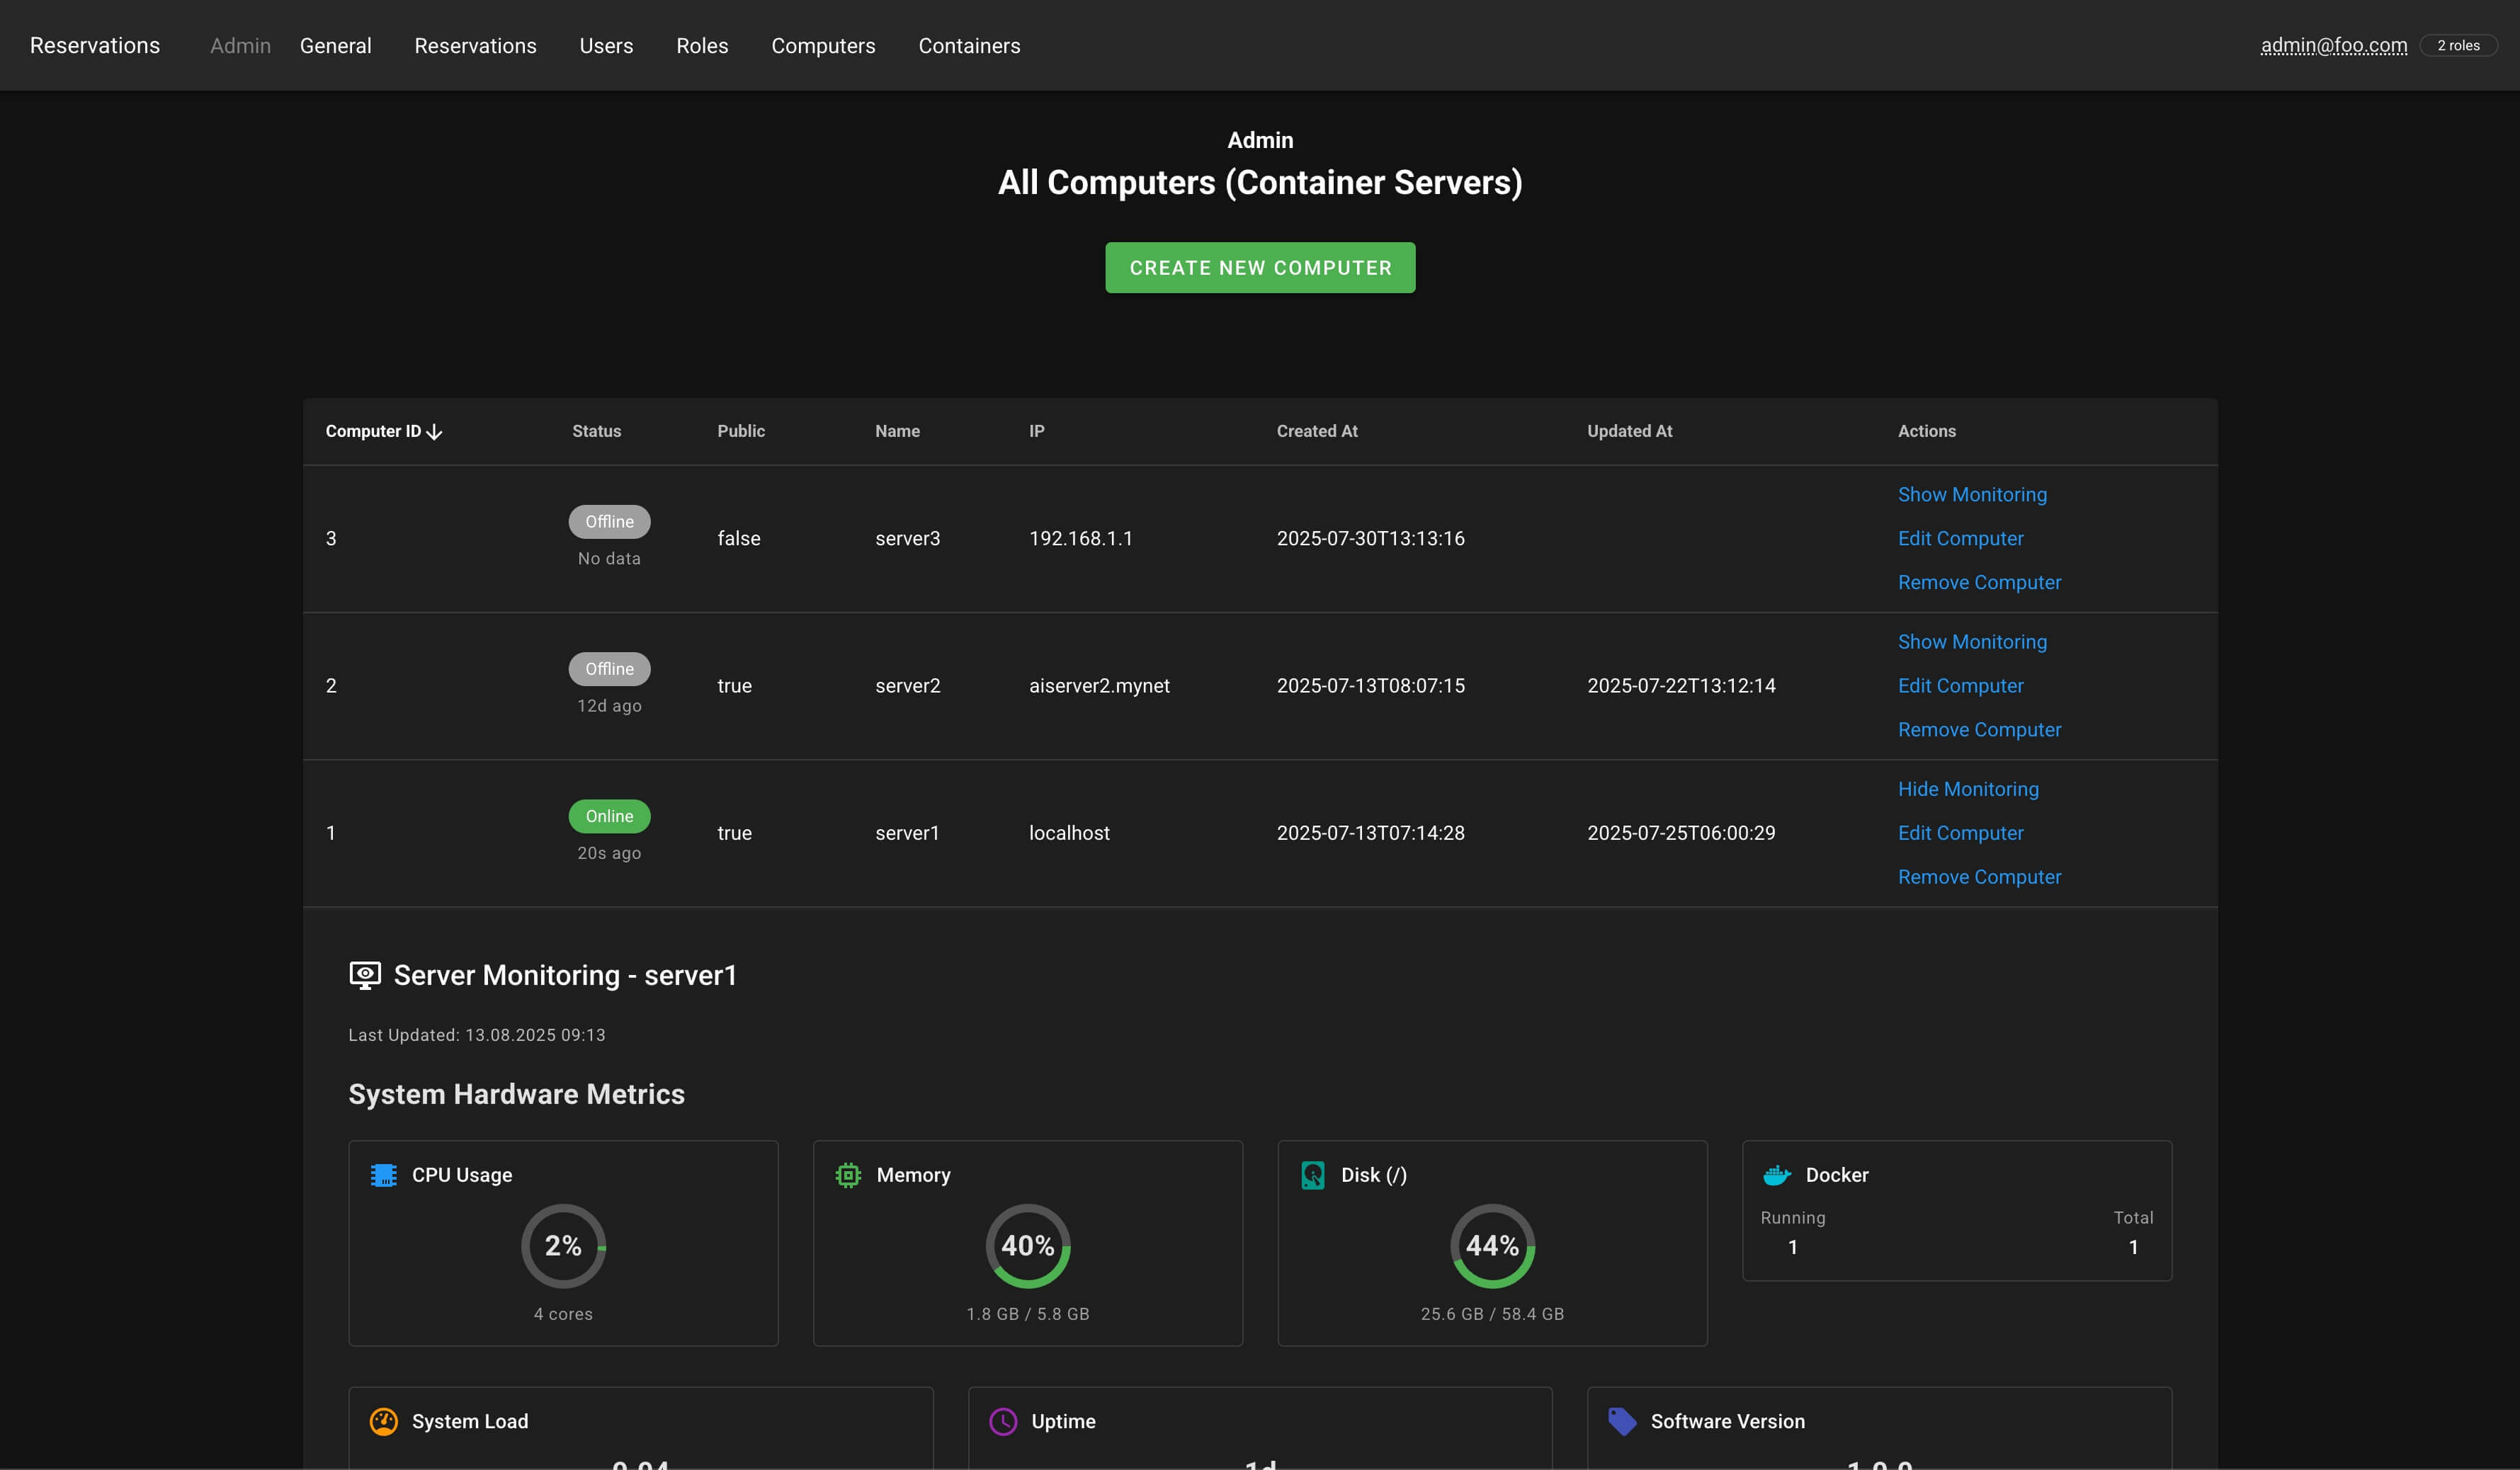 Reservations Admin General Reservations Users Roles Computers Containers admin@foo.com 2 roles
Admin
All Computers (Container Servers)
CREATE NEW COMPUTER
Computer ID Status Public Name IP Created At Updated At Actions
Show Monitoring
Offline
3 false server3 192.168.1.1 2025-07-30T13:13:16 Edit Computer
No data
Remove Computer
Show Monitoring
Offline
2 true server2 aiserver2.mynet 2025-07-13T08:07:15 2025-07-22T13:12:14 Edit Computer
12d ago
Remove Computer
Hide Monitoring
Online
1 true server1 localhost 2025-07-13T07:14:28 2025-07-25T06:00:29 Edit Computer
20s ago
Remove Computer
Server Monitoring - server1
Last Updated: 13.08.2025 09:13
System Hardware Metrics
CPU Usage Memory Disk (/) Docker
Running Total
2% 40% 44% 1 1
4 cores 1.8 GB / 5.8 GB 25.6 GB / 58.4 GB
System Load Uptime Software Version